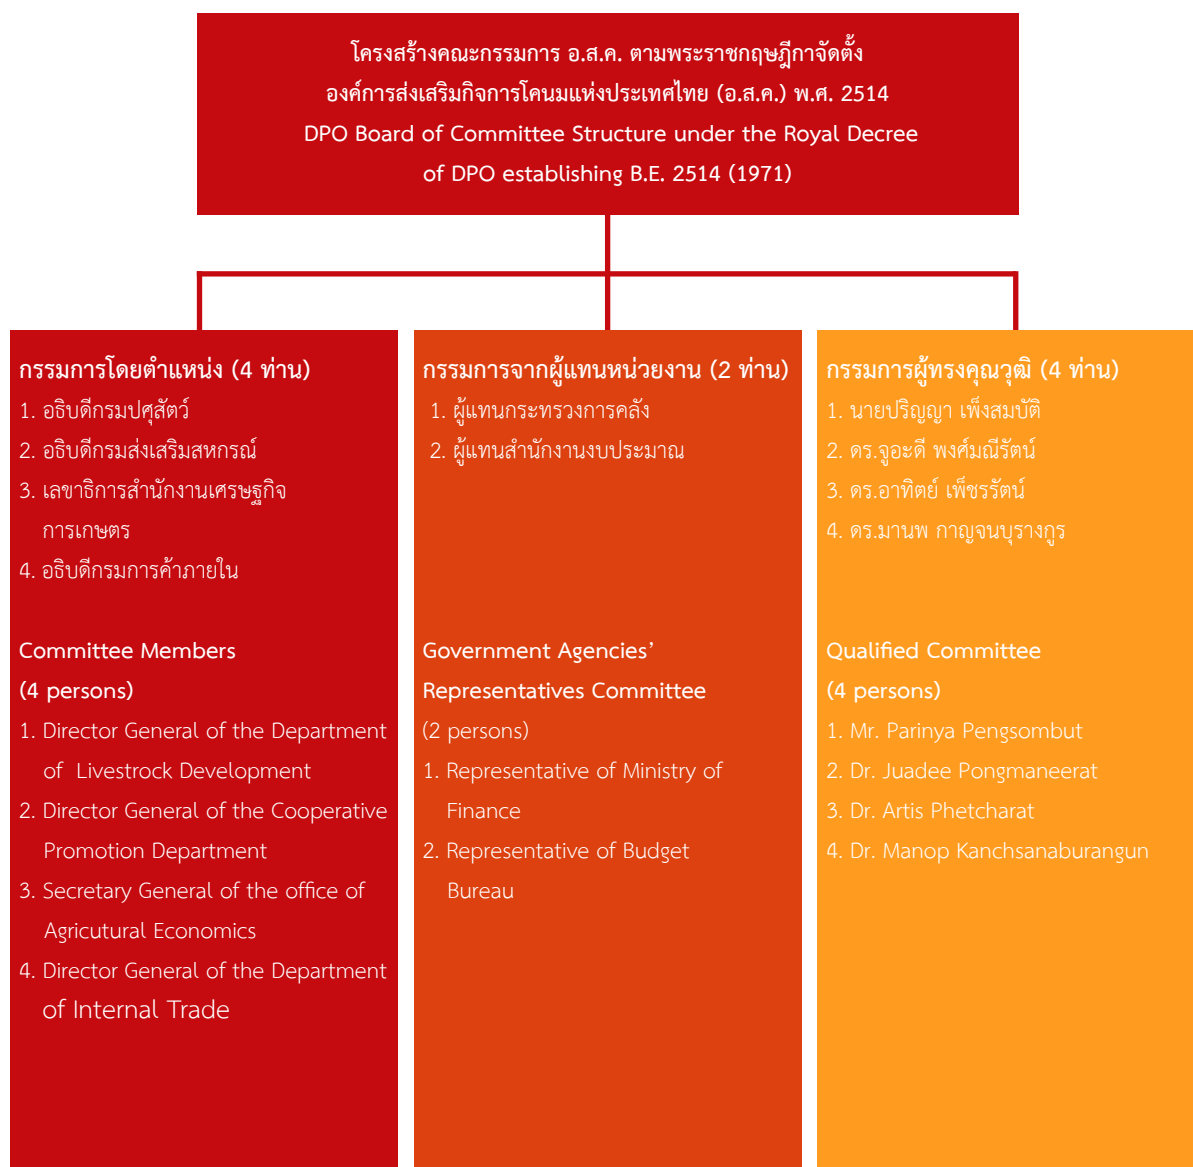 โครงสร้างคณะกรรมการ อ.ส.ค. ตามพระราชกฤษฎีกาจัดตั้ง
องค์การส่งเสริมกิจการโคนมแห่งประเทศไทย (อ.ส.ค.) พ.ศ. 2514
DPO Board of Committee Structure under the Royal Decree
of DPO establishing B.E. 2514 (1971)
กรรมการโดยตำแหน่ง (4 ท่าน)
1. อธิบดีกรมปศุสัตว์
2. อธิบดีกรมส่งเสริมสหกรณ์
3. เลขาธิการสำนักงานเศรษฐกิจ
การเกษตร
4. อธิบดีกรมการค้าภายใน
Committee Members
(4 persons)
1. Director General of the Department
of Livestock Development
2. Director General of the Cooperative
Promotion Department
3. Secretary General of the office of
Agricutural Economics
4. Director General of the Department
of Internal Trade
กรรมการจากผู้แทนหน่วยงาน (2 ท่าน)
1. ผู้แทนกระทรวงการคลัง
2. ผู้แทนสำนักงานงบประมาณ
Government Agencies’
Representatives Committee
(2 persons)
1. Representative of Ministry of
Finance
2. Representative of Budget
Bureau
กรรมการผู้ทรงคุณวุฒิ (4 ท่าน)
1. นายปริญญา เพ็งสมบัติ
2. ดร.จูอะดี พงศ์มณีรัตน์
3. ดร.อาทิตย์ เพ็ชรรัตน์
4. ดร.มานพ กาญจนบุรางกูร
Qualified Committee
(4 persons)
1. Mr. Parinya Pengsombut
2. Dr. Juadee Pongmaneerat
3. Dr. Artis Phetcharat
4. Dr. Manop Kanchsanaburangun